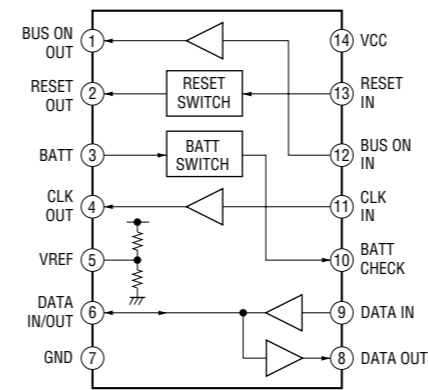 BUS ON
OUT
1
14
VCC
RESET
OUT
2
RESET
SWITCH
13
RESET
IN
BATT
3
BATT
SWITCH
12
BUS ON
IN
CLK
OUT
4
11
CLK
IN
VREF
5
10
BATT
CHECK
DATA
IN/OUT
6
9
DATA IN
GND
7
8
DATA OUT